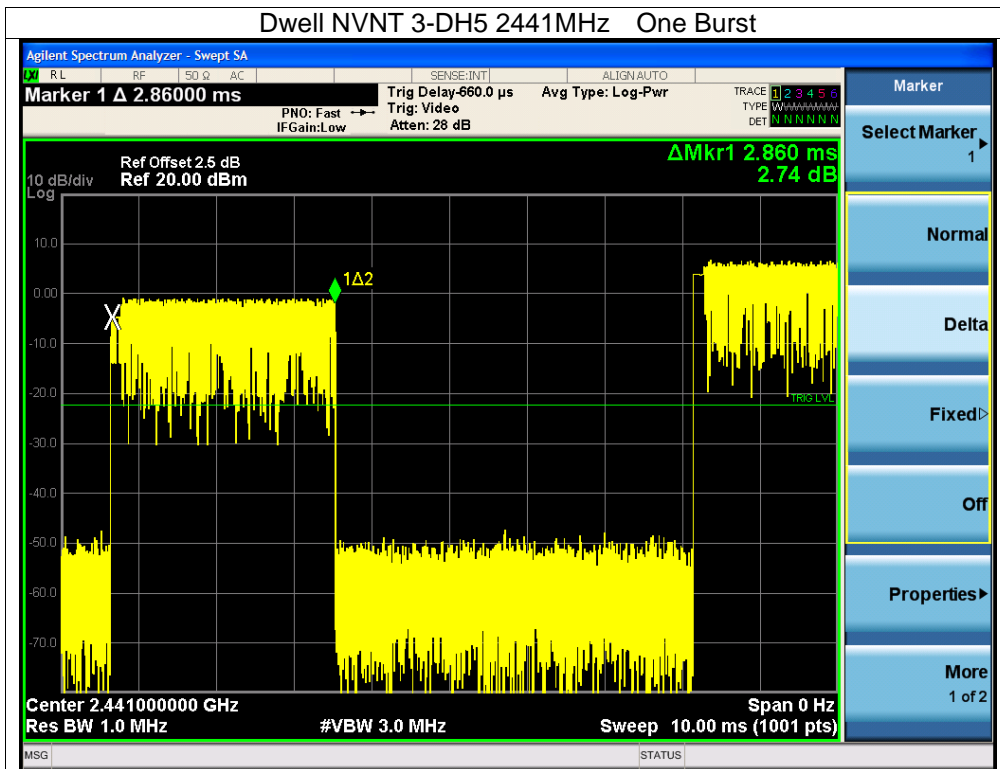 Dwell NVNT 3-DH5 2441MHz One Burst
Agilent Spectrum Analyzer - Swept SA
LXI RL RF 50 Ω AC SENSE:INT ALIGN AUTO
Marker 1 Δ 2.86000 ms
PNO: Fast
IFGain:Low
Trig Delay-660.0 µs
Trig: Video
Atten: 28 dB
Avg Type: Log-Pwr
TRACE 1 2 3 4 5 6
TYPE WWWWWW
DET N N N N N N
Marker
Select Marker
1
Normal
Delta
Fixed
Off
Properties
More
1 of 2
ΔMkr1 2.860 ms
2.74 dB
Ref Offset 2.5 dB
10 dB/div Ref 20.00 dBm
Log
10.0
0.00
-10.0
-20.0
-30.0
-40.0
-50.0
-60.0
-70.0
1Δ2
X
TRIG LVL
Center 2.441000000 GHz Span 0 Hz
Res BW 1.0 MHz #VBW 3.0 MHz Sweep 10.00 ms (1001 pts)
MSG STATUS